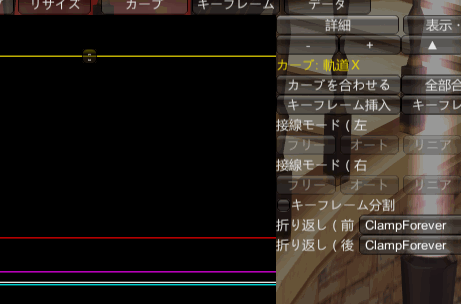 リサイズ カーブ キーフレーム データ
詳細 表示・
- + ▲
カーブ: 軌道X
カーブを合わせる 全部合
キーフレーム挿入 キーフレ
接線モード ( 左
フリー オート リニア
接線モード ( 右
フリー オート リニア
キーフレーム分割
折り返し ( 前 ClampForever
折り返し ( 後 ClampForever